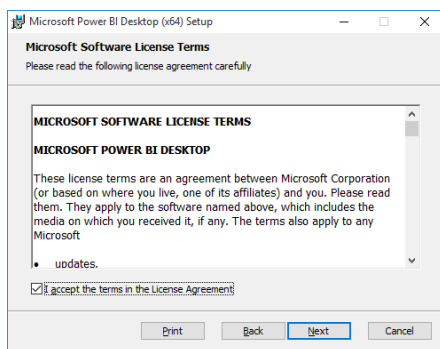 Microsoft Power BI Desktop (x64) Setup
Microsoft Software License Terms
Please read the following license agreement carefully
MICROSOFT SOFTWARE LICENSE TERMS
MICROSOFT POWER BI DESKTOP
These license terms are an agreement between Microsoft Corporation
(or based on where you live, one of its affiliates) and you. Please read
them. They apply to the software named above, which includes the
media on which you received it, if any. The terms also apply to any
Microsoft
• updates,
I accept the terms in the License Agreement
Print Back Next Cancel